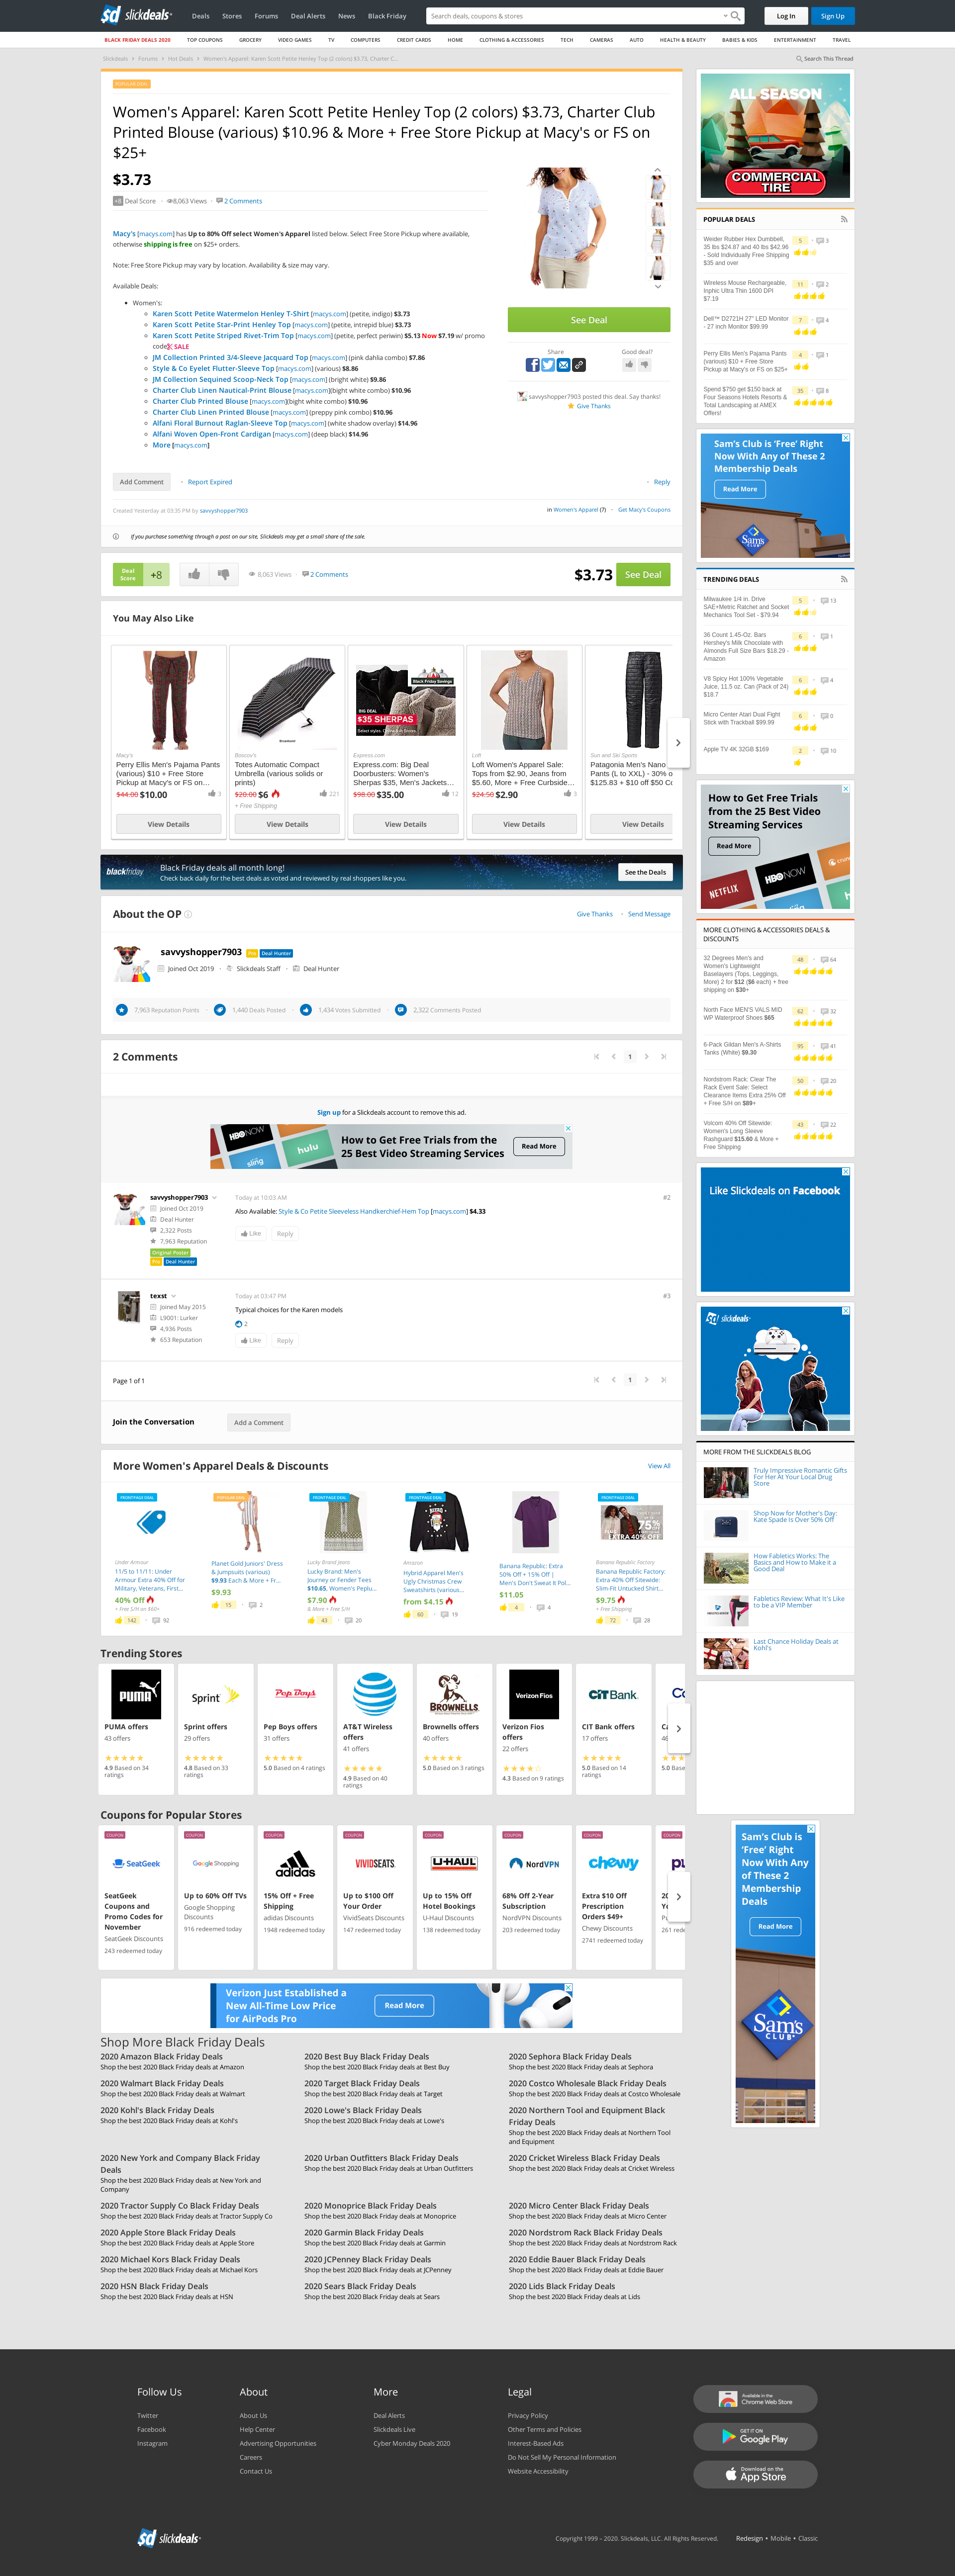 slickdeals
Deals
Stores
Forums
Deal Alerts
News
Black Friday
Search deals, coupons & stores
Log In
Sign Up
BLACK FRIDAY DEALS 2020
TOP COUPONS
GROCERY
VIDEO GAMES
TV
COMPUTERS
CREDIT CARDS
HOME
CLOTHING & ACCESSORIES
TECH
CAMERAS
AUTO
HEALTH & BEAUTY
BABIES & KIDS
ENTERTAINMENT
TRAVEL
Slickdeals
Forums
Hot Deals
Women's Apparel: Karen Scott Petite Henley Top (2 colors) $3.73, Charter C...
Search This Thread
POPULAR DEAL
Women's Apparel: Karen Scott Petite Henley Top (2 colors) $3.73, Charter Club
Printed Blouse (various) $10.96 & More + Free Store Pickup at Macy's or FS on
$25+
$3.73
+8 Deal Score
8,063 Views
2 Comments
Macy's [macys.com] has Up to 80% Off select Women's Apparel listed below. Select Free Store Pickup where available,
otherwise shipping is free on $25+ orders.
Note: Free Store Pickup may vary by location. Availability & size may vary.
Available Deals:
Women's:
Karen Scott Petite Watermelon Henley T-Shirt [macys.com] (petite, indigo) $3.73
Karen Scott Petite Star-Print Henley Top [macys.com] (petite, intrepid blue) $3.73
Karen Scott Petite Striped Rivet-Trim Top [macys.com] (petite, perfect periwin) $5.13 Now $7.19 w/ promo
code SALE
JM Collection Printed 3/4-Sleeve Jacquard Top [macys.com] (pink dahlia combo) $7.86
Style & Co Eyelet Flutter-Sleeve Top [macys.com] (various) $8.86
JM Collection Sequined Scoop-Neck Top [macys.com] (bright white) $9.86
Charter Club Linen Nautical-Print Blouse [macys.com](bright white combo) $10.96
Charter Club Printed Blouse [macys.com](bright white combo) $10.96
Charter Club Linen Printed Blouse [macys.com] (preppy pink combo) $10.96
Alfani Floral Burnout Raglan-Sleeve Top [macys.com] (white shadow overlay) $14.96
Alfani Woven Open-Front Cardigan [macys.com] (deep black) $14.96
More [macys.com]
See Deal
Share
Good deal?
savvyshopper7903 posted this deal. Say thanks!
Give Thanks
Add Comment
Report Expired
Reply
Created Yesterday at 03:35 PM by savvyshopper7903
in Women's Apparel (7)
Get Macy's Coupons
If you purchase something through a post on our site, Slickdeals may get a small share of the sale.
Deal
Score
+8
8,063 Views
2 Comments
$3.73
See Deal
You May Also Like
Macy's
Perry Ellis Men's Pajama Pants
(various) $10 + Free Store
Pickup at Macy's or FS on...
$44.00 $10.00
3
View Details
Boscov's
Totes Automatic Compact
Umbrella (various solids or
prints)
$20.00 $6
221
+ Free Shipping
View Details
Black Friday Savings
BIG DEAL
$35 SHERPAS
Express.com
Express.com: Big Deal
Doorbusters: Women's
Sherpas $35, Men's Jackets...
$98.00 $35.00
12
View Details
Loft
Loft Women's Apparel Sale:
Tops from $2.90, Jeans from
$5.60, More + Free Curbside...
$24.50 $2.90
3
View Details
Sun and Ski Sports
Patagonia Men's Nano
Pants (L to XXL) - 30% o
$125.83 + $10 off $50 Co
View Details
blackfriday
Black Friday deals all month long!
Check back daily for the best deals as voted and reviewed by real shoppers like you.
See the Deals
About the OP
Give Thanks
Send Message
savvyshopper7903
Pro
Deal Hunter
Joined Oct 2019
Slickdeals Staff
Deal Hunter
7,963 Reputation Points
1,440 Deals Posted
1,434 Votes Submitted
2,322 Comments Posted
2 Comments
1
Sign up for a Slickdeals account to remove this ad.
HBO NOW
hulu
sling
How to Get Free Trials from the
25 Best Video Streaming Services
Read More
savvyshopper7903
Joined Oct 2019
Deal Hunter
2,322 Posts
7,963 Reputation
Original Poster
Pro
Deal Hunter
Today at 10:03 AM
#2
Also Available: Style & Co Petite Sleeveless Handkerchief-Hem Top [macys.com] $4.33
Like
Reply
texst
Joined May 2015
L9001: Lurker
4,936 Posts
653 Reputation
Today at 03:47 PM
#3
Typical choices for the Karen models
2
Like
Reply
Page 1 of 1
1
Join the Conversation
Add a Comment
More Women's Apparel Deals & Discounts
View All
FRONTPAGE DEAL
Under Armour
11/5 to 11/11: Under
Armour Extra 40% Off for
Military, Veterans, First...
40% Off
+ Free S/H on $60+
142
92
POPULAR DEAL
Planet Gold Juniors' Dress
& Jumpsuits (various)
$9.93 Each & More + Fr...
$9.93
15
2
FRONTPAGE DEAL
Lucky Brand Jeans
Lucky Brand: Men's
Journey or Fender Tees
$10.65, Women's Peplu...
$7.90
& More + Free S/H
43
20
FRONTPAGE DEAL
Amazon
Hybrid Apparel Men's
Ugly Christmas Crew
Sweatshirts (various...
from $4.15
60
19
Banana Republic: Extra
50% Off + 15% Off |
Men's Don't Sweat It Pol...
$11.05
4
4
FRONTPAGE DEAL
75%
EXTRA 40% OFF
Banana Republic Factory
Banana Republic Factory:
Extra 40% Off Sitewide:
Slim-Fit Untucked Shirt...
$9.75
+ Free Shipping
72
28
Trending Stores
PUMA
PUMA offers
43 offers
4.9 Based on 34
ratings
Sprint
Sprint offers
29 offers
4.8 Based on 33
ratings
Pep Boys
Pep Boys offers
31 offers
5.0 Based on 4 ratings
AT&T Wireless
offers
41 offers
4.9 Based on 40
ratings
BROWNELLS
Brownells offers
40 offers
5.0 Based on 3 ratings
Verizon Fios
Verizon Fios
offers
22 offers
4.3 Based on 9 ratings
CIT Bank
CIT Bank offers
17 offers
5.0 Based on 14
ratings
Coupons for Popular Stores
COUPON
SeatGeek
SeatGeek
Coupons and
Promo Codes for
November
SeatGeek Discounts
243 redeemed today
COUPON
Google Shopping
Up to 60% Off TVs
Google Shopping
Discounts
916 redeemed today
COUPON
adidas
15% Off + Free
Shipping
adidas Discounts
1948 redeemed today
COUPON
VIVIDSEATS
Up to $100 Off
Your Order
VividSeats Discounts
147 redeemed today
COUPON
U-HAUL
Up to 15% Off
Hotel Bookings
U-Haul Discounts
138 redeemed today
COUPON
NordVPN
68% Off 2-Year
Subscription
NordVPN Discounts
203 redeemed today
COUPON
chewy
Extra $10 Off
Prescription
Orders $49+
Chewy Discounts
2741 redeemed today
COUPON
Verizon Just Established a
New All-Time Low Price
for AirPods Pro
Read More
Shop More Black Friday Deals
2020 Amazon Black Friday Deals
Shop the best 2020 Black Friday deals at Amazon
2020 Best Buy Black Friday Deals
Shop the best 2020 Black Friday deals at Best Buy
2020 Sephora Black Friday Deals
Shop the best 2020 Black Friday deals at Sephora
2020 Walmart Black Friday Deals
Shop the best 2020 Black Friday deals at Walmart
2020 Target Black Friday Deals
Shop the best 2020 Black Friday deals at Target
2020 Costco Wholesale Black Friday Deals
Shop the best 2020 Black Friday deals at Costco Wholesale
2020 Kohl's Black Friday Deals
Shop the best 2020 Black Friday deals at Kohl's
2020 Lowe's Black Friday Deals
Shop the best 2020 Black Friday deals at Lowe's
2020 Northern Tool and Equipment Black
Friday Deals
Shop the best 2020 Black Friday deals at Northern Tool
and Equipment
2020 New York and Company Black Friday
Deals
Shop the best 2020 Black Friday deals at New York and
Company
2020 Urban Outfitters Black Friday Deals
Shop the best 2020 Black Friday deals at Urban Outfitters
2020 Cricket Wireless Black Friday Deals
Shop the best 2020 Black Friday deals at Cricket Wireless
2020 Tractor Supply Co Black Friday Deals
Shop the best 2020 Black Friday deals at Tractor Supply Co
2020 Monoprice Black Friday Deals
Shop the best 2020 Black Friday deals at Monoprice
2020 Micro Center Black Friday Deals
Shop the best 2020 Black Friday deals at Micro Center
2020 Apple Store Black Friday Deals
Shop the best 2020 Black Friday deals at Apple Store
2020 Garmin Black Friday Deals
Shop the best 2020 Black Friday deals at Garmin
2020 Nordstrom Rack Black Friday Deals
Shop the best 2020 Black Friday deals at Nordstrom Rack
2020 Michael Kors Black Friday Deals
Shop the best 2020 Black Friday deals at Michael Kors
2020 JCPenney Black Friday Deals
Shop the best 2020 Black Friday deals at JCPenney
2020 Eddie Bauer Black Friday Deals
Shop the best 2020 Black Friday deals at Eddie Bauer
2020 HSN Black Friday Deals
Shop the best 2020 Black Friday deals at HSN
2020 Sears Black Friday Deals
Shop the best 2020 Black Friday deals at Sears
2020 Lids Black Friday Deals
Shop the best 2020 Black Friday deals at Lids
ALL SEASON
COMMERCIAL
TIRE
POPULAR DEALS
Weider Rubber Hex Dumbbell,
35 lbs $24.87 and 40 lbs $42.96
- Sold Individually Free Shipping
$35 and over
5
3
Wireless Mouse Rechargeable,
Inphic Ultra Thin 1600 DPI
$7.19
11
2
Dell™ D2721H 27" LED Monitor
- 27 inch Monitor $99.99
7
4
Perry Ellis Men's Pajama Pants
(various) $10 + Free Store
Pickup at Macy's or FS on $25+
4
1
Spend $750 get $150 back at
Four Seasons Hotels Resorts &
Total Landscaping at AMEX
Offers!
35
8
Sam's Club is 'Free' Right
Now With Any of These 2
Membership Deals
Read More
Sam's
CLUB
TRENDING DEALS
Milwaukee 1/4 in. Drive
SAE+Metric Ratchet and Socket
Mechanics Tool Set - $79.94
5
13
36 Count 1.45-Oz. Bars
Hershey's Milk Chocolate with
Almonds Full Size Bars $18.29 -
Amazon
6
1
V8 Spicy Hot 100% Vegetable
Juice, 11.5 oz. Can (Pack of 24)
$18.7
6
4
Micro Center Atari Dual Fight
Stick with Trackball $99.99
6
0
Apple TV 4K 32GB $169
2
10
How to Get Free Trials
from the 25 Best Video
Streaming Services
Read More
NETFLIX
HBO NOW
crunch
hulu
sling
MORE CLOTHING & ACCESSORIES DEALS &
DISCOUNTS
32 Degrees Men's and
Women's Lightweight
Baselayers (Tops, Leggings,
More) 2 for $12 ($6 each) + free
shipping on $30+
48
64
North Face MEN'S VALS MID
WP Waterproof Shoes $65
62
32
6-Pack Gildan Men's A-Shirts
Tanks (White) $9.30
95
41
Nordstrom Rack: Clear The
Rack Event Sale: Select
Clearance Items Extra 25% Off
+ Free S/H on $89+
50
20
Volcom 40% Off Sitewide:
Women's Long Sleeve
Rashguard $15.60 & More +
Free Shipping
43
22
Like Slickdeals on Facebook
slickdeals
MORE FROM THE SLICKDEALS BLOG
Truly Impressive Romantic Gifts
For Her At Your Local Drug
Store
Shop Now for Mother's Day:
Kate Spade Is Over 50% Off
How Fabletics Works: The
Basics and How to Make it a
Good Deal
Fabletics Review: What It's Like
to be a VIP Member
Last Chance Holiday Deals at
Kohl's
Sam's Club is
'Free' Right
Now With Any
of These 2
Membership
Deals
Read More
Sam's
CLUB
Follow Us
Twitter
Facebook
Instagram
About
About Us
Help Center
Advertising Opportunities
Careers
Contact Us
More
Deal Alerts
Slickdeals Live
Cyber Monday Deals 2020
Legal
Privacy Policy
Other Terms and Policies
Interest-Based Ads
Do Not Sell My Personal Information
Website Accessibility
Available in the
Chrome Web Store
GET IT ON
Google Play
Download on the
App Store
slickdeals
Copyright 1999 – 2020. Slickdeals, LLC. All Rights Reserved.
Redesign • Mobile • Classic